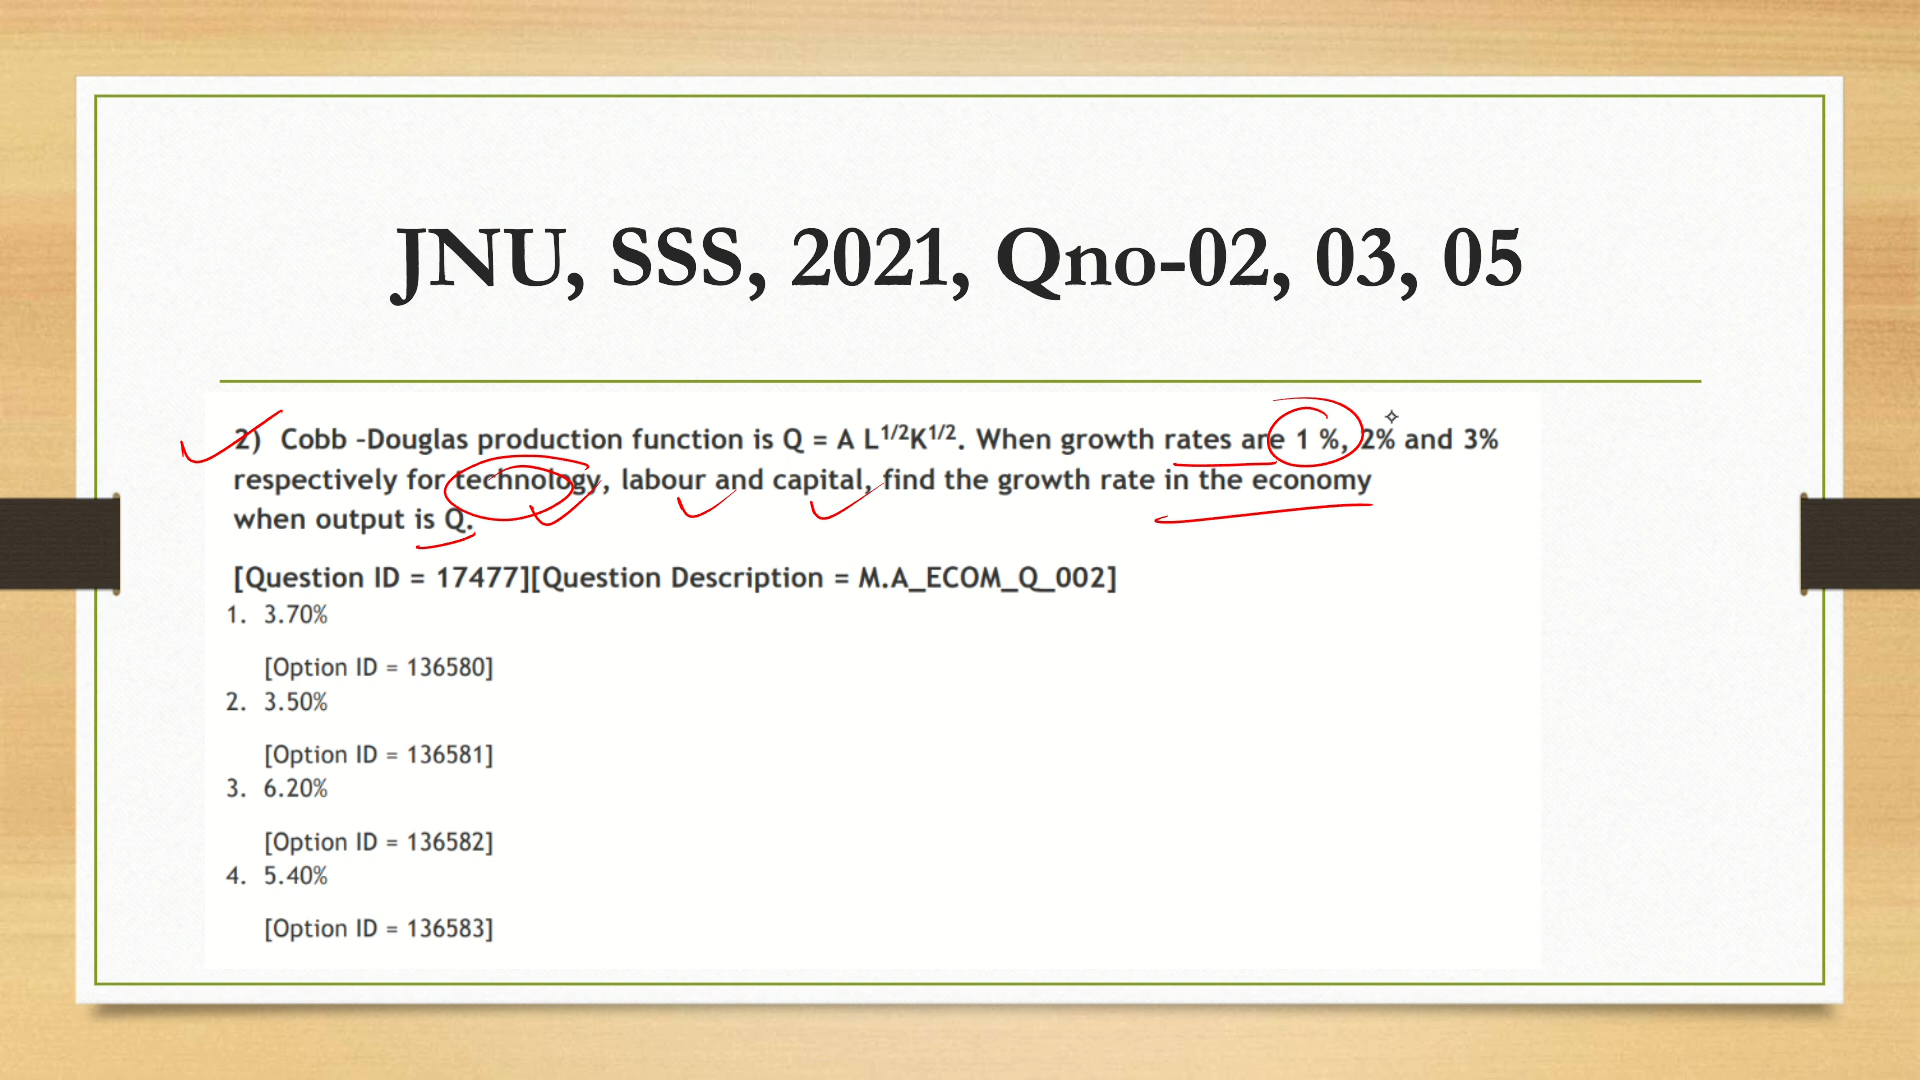 JNU, SSS, 2021, Qno-02, 03, 05
2) Cobb -Douglas production function is Q = A L^1/2K^1/2. When growth rates are 1 %, 2% and 3%
respectively for technology, labour and capital, find the growth rate in the economy
when output is Q.
[Question ID = 17477][Question Description = M.A_ECOM_Q_002]
1. 3.70%
[Option ID = 136580]
2. 3.50%
[Option ID = 136581]
3. 6.20%
[Option ID = 136582]
4. 5.40%
[Option ID = 136583]